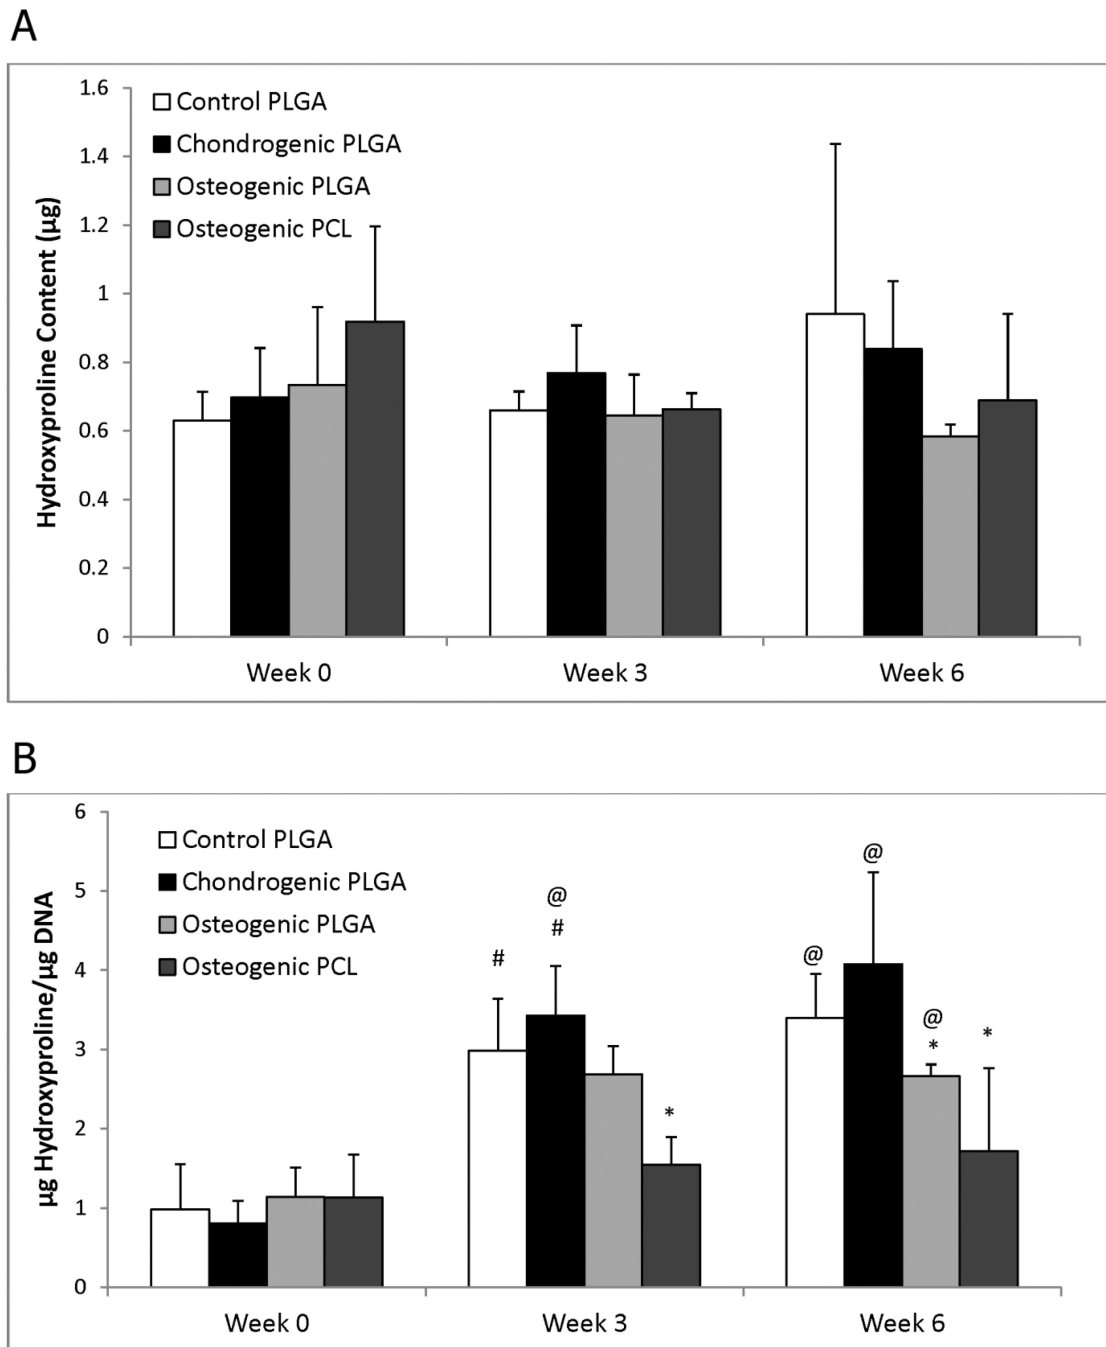 A
1.6
1.4
1.2
1
0.8
0.6
0.4
0.2
0
Hydroxyproline Content (µg)
Control PLGA
Chondrogenic PLGA
Osteogenic PLGA
Osteogenic PCL
Week 0 Week 3 Week 6
B
6
5
4
3
2
1
0
µg Hydroxyproline/µg DNA
Control PLGA
Chondrogenic PLGA
Osteogenic PLGA
Osteogenic PCL
#
@
#
*
@
@
@
*
*
Week 0 Week 3 Week 6